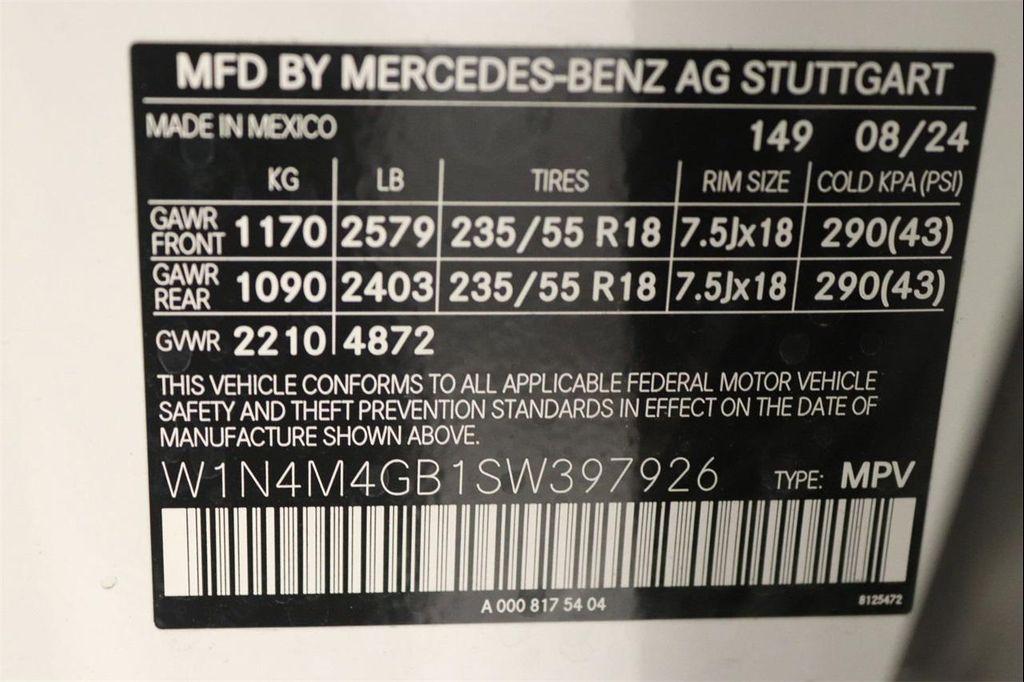 MFD BY MERCEDES-BENZ AG STUTTGART
MADE IN MEXICO 149 08/24
KG LB TIRES RIM SIZE COLD KPA (PSI)
GAWR FRONT 1170 2579 235/55 R18 7.5Jx18 290(43)
GAWR REAR 1090 2403 235/55 R18 7.5Jx18 290(43)
GVWR 2210 4872
THIS VEHICLE CONFORMS TO ALL APPLICABLE FEDERAL MOTOR VEHICLE
SAFETY AND THEFT PREVENTION STANDARDS IN EFFECT ON THE DATE OF
MANUFACTURE SHOWN ABOVE.
W1N4M4GB1SW397926 TYPE: MPV
A 000 817 54 04 8125472